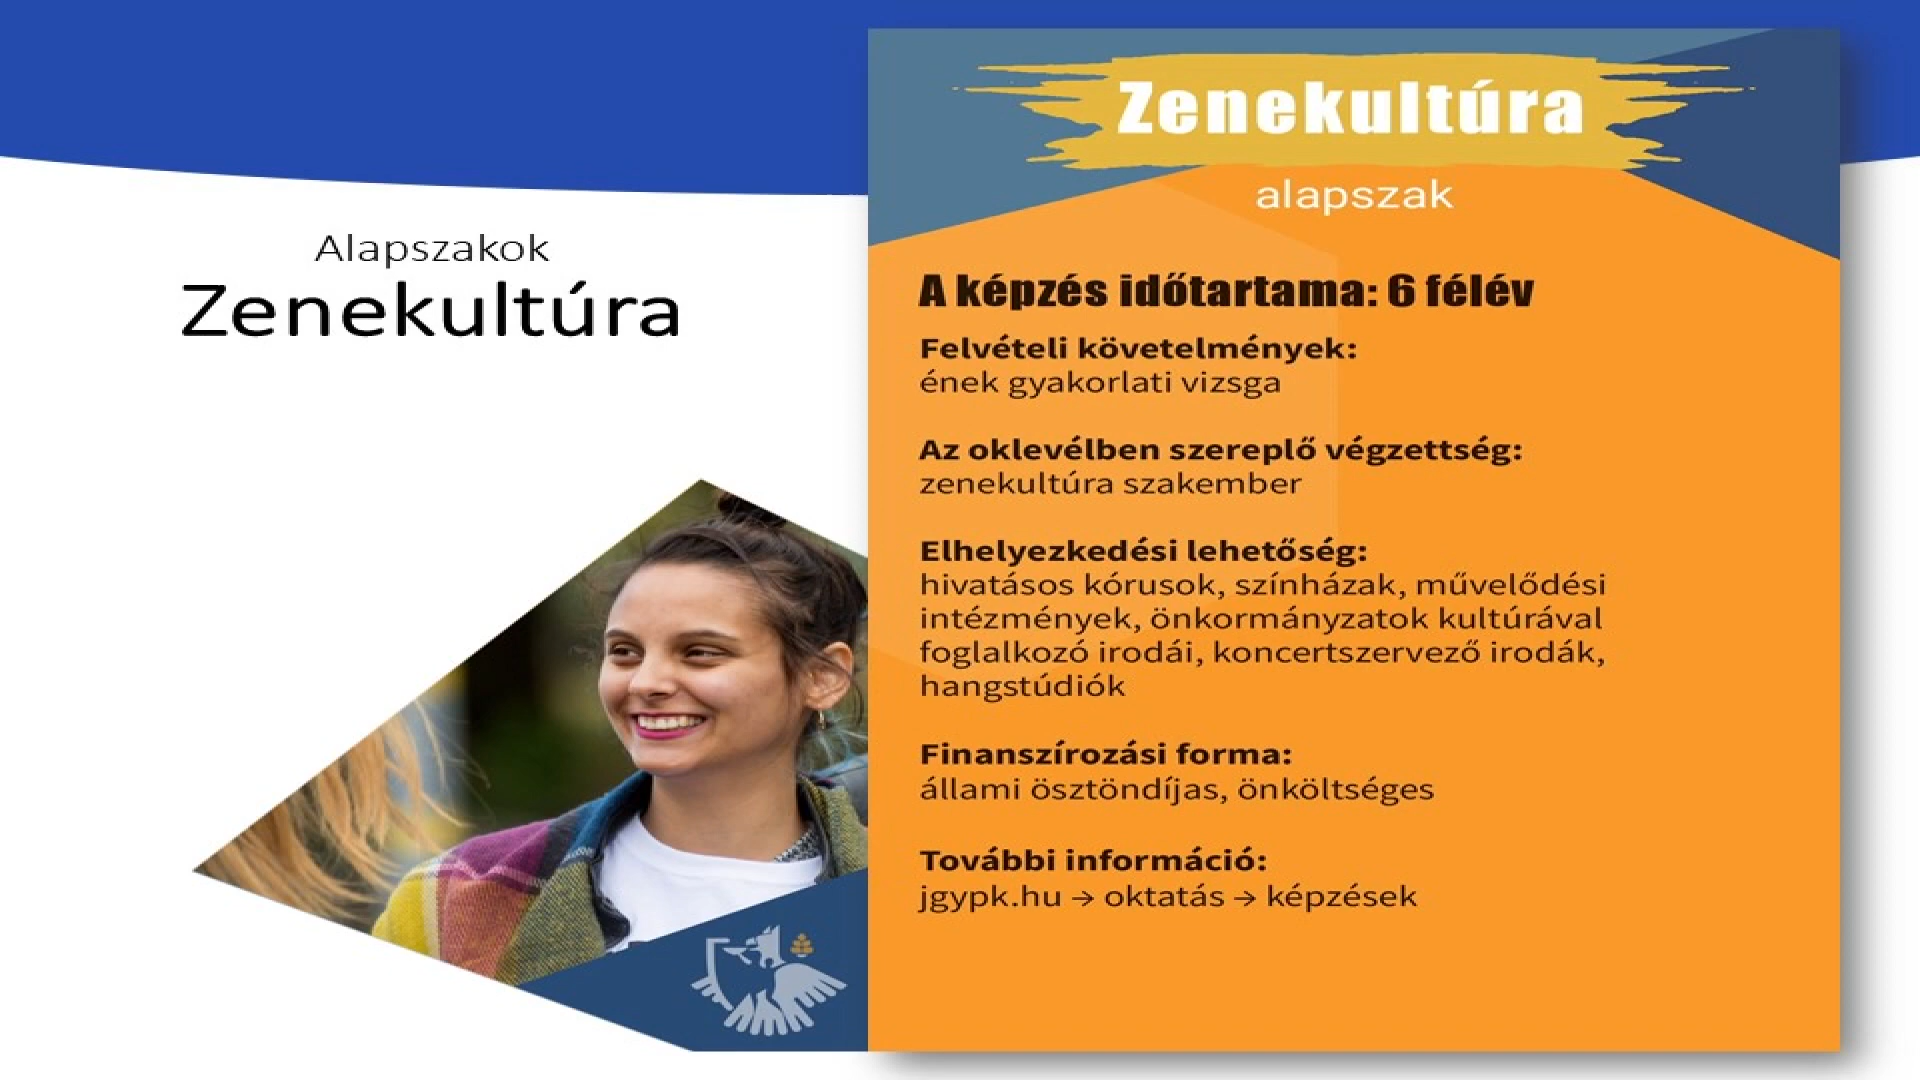 Alapszakok
Zenekultúra
Zenekultúra
alapszak
A képzés időtartama: 6 félév
Felvételi követelmények:
ének gyakorlati vizsga
Az oklevélben szereplő végzettség:
zenekultúra szakember
Elhelyezkedési lehetőség:
hivatásos kórusok, színházak, művelődési
intézmények, önkormányzatok kultúrával
foglalkozó irodái, koncertszervező irodák,
hangstúdiók
Finanszírozási forma:
állami ösztöndíjas, önköltséges
További információ:
jgypk.hu → oktatás → képzések